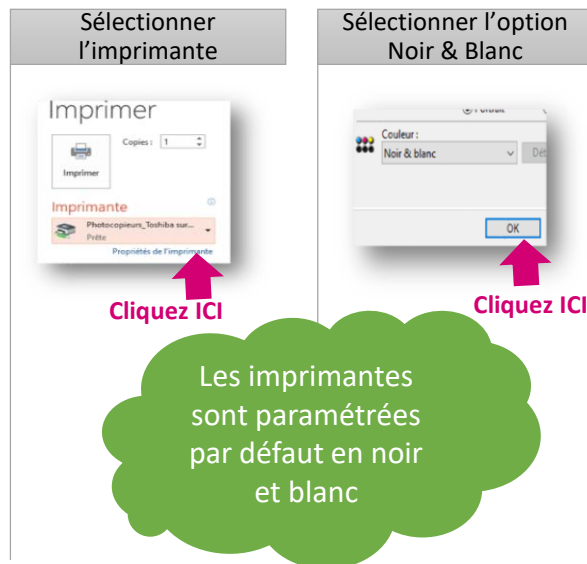 Sélectionner
l’imprimante
Imprimer
Copies : 1
Imprimer
Imprimante
Photocopieurs_Toshiba sur...
Prête
Propriétés de l'imprimante
Cliquez ICI
Sélectionner l’option
Noir & Blanc
Couleur :
Noir & blanc
OK
Cliquez ICI
Les imprimantes
sont paramétrées
par défaut en noir
et blanc